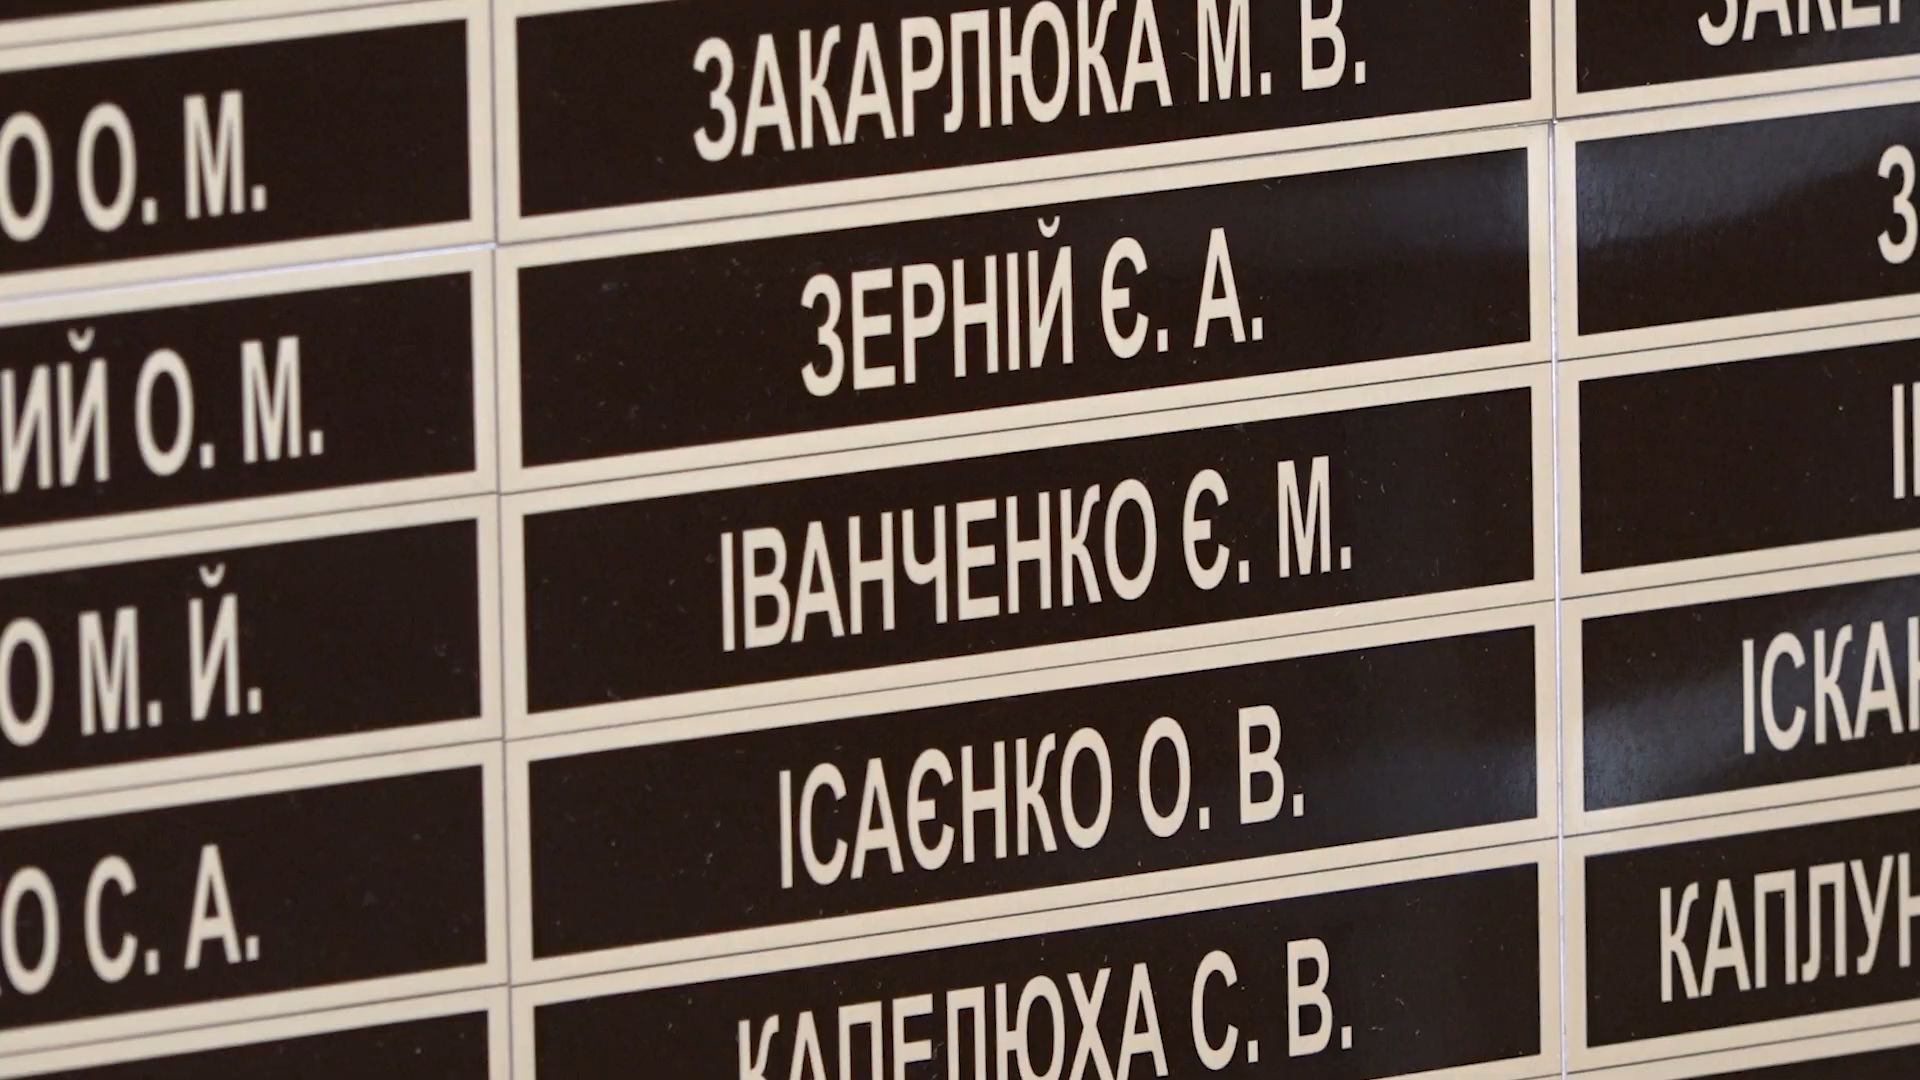 О. М.
О. М.
М. Й.
С. А.
ЗАКАРЛЮКА М. В.
ЗЕРНІЙ Є. А.
ІВАНЧЕНКО Є. М.
ІСАЄНКО О. В.
КАПЕЛЮХА С. В.